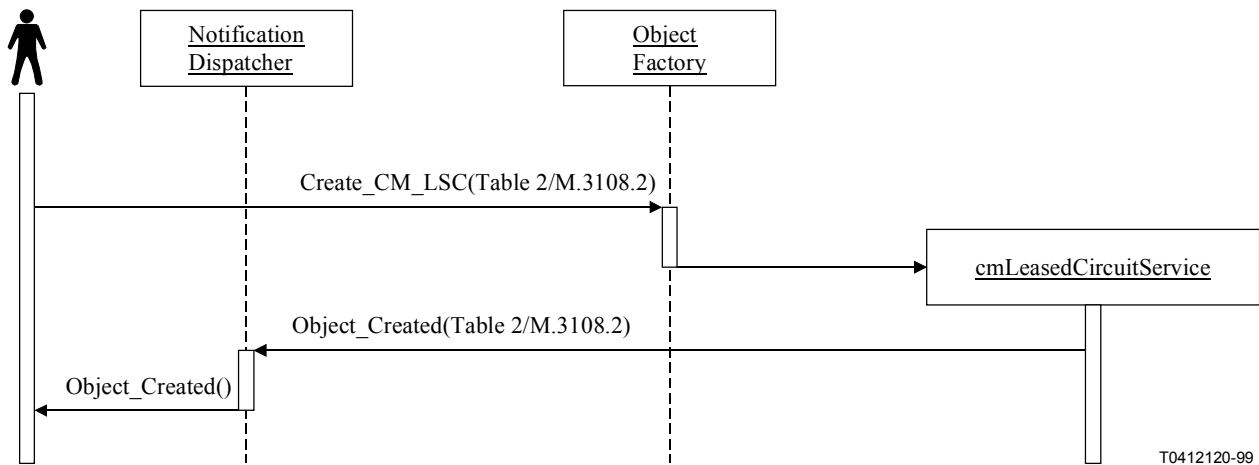 Notification
Dispatcher
Object
Factory
Create_CM_LSC(Table 2/M.3108.2)
cmLeasedCircuitService
Object_Created(Table 2/M.3108.2)
Object_Created()
T0412120-99